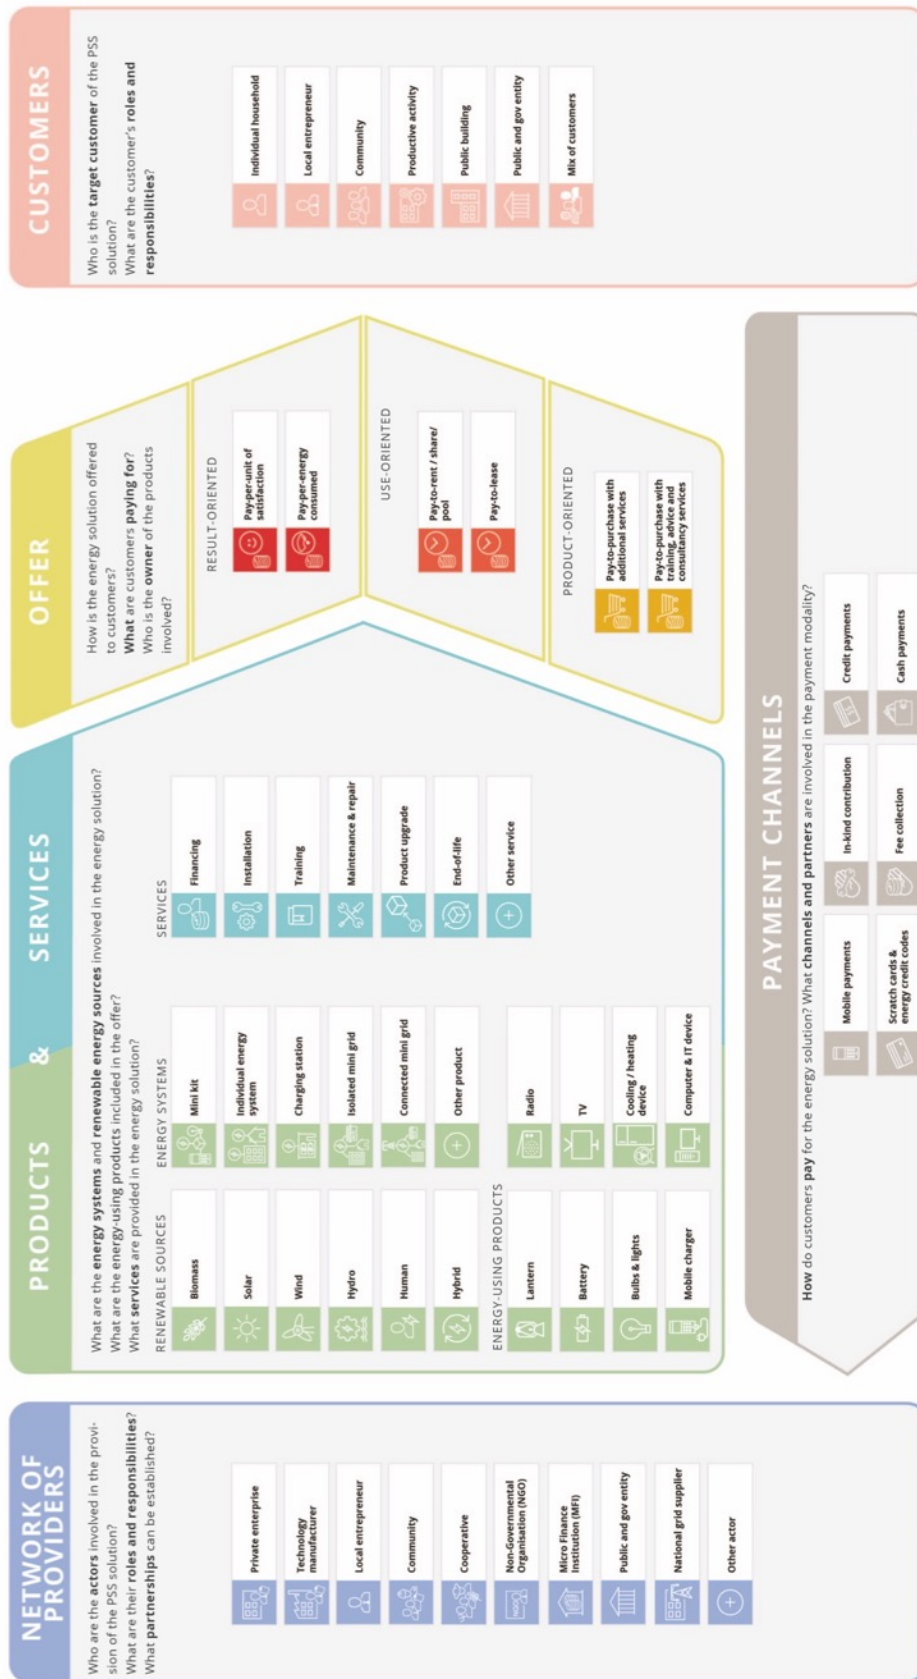 NETWORK OF
PROVIDERS
Who are the actors involved in the provi-
sion of the PSS solution?
What are their roles and responsibilities?
What partnerships can be established?
Private enterprise
Technology
manufacturer
Local entrepreneur
Community
Cooperative
Non-Governmental
Organisation (NGO)
NGO
Micro Finance
Institution (MFI)
Public and gov entity
National grid supplier
Other actor
PRODUCTS & SERVICES
What are the energy systems and renewable energy sources involved in the energy solution?
What are the energy-using products included in the offer?
What services are provided in the energy solution?
RENEWABLE SOURCES
Biomass
Solar
Wind
Hydro
Human
Hybrid
ENERGY SYSTEMS
Mini kit
Individual energy
system
Charging station
Isolated mini grid
Connected mini grid
Other product
SERVICES
Financing
Installation
Training
Maintenance & repair
Product upgrade
End-of-life
Other service
ENERGY-USING PRODUCTS
Lantern
Battery
Bulbs & lights
Mobile charger
Radio
TV
Cooling / heating
device
Computer & IT device
OFFER
How is the energy solution offered
to customers?
What are customers paying for?
Who is the owner of the products
involved?
RESULT-ORIENTED
Pay-per-unit of
satisfaction
Pay-per-energy
consumed
USE-ORIENTED
Pay-to-rent / share/
pool
Pay-to-lease
PRODUCT-ORIENTED
Pay-to-purchase with
additional services
Pay-to-purchase with
training, advice and
consultancy services
CUSTOMERS
Who is the target customer of the PSS
solution?
What are the customer's roles and
responsibilities?
Individual household
Local entrepreneur
Community
Productive activity
Public building
Public and gov entity
Mix of customers
PAYMENT CHANNELS
How do customers pay for the energy solution? What channels and partners are involved in the payment modality?
Mobile payments
In-kind contribution
Credit payments
Scratch cards &
energy credit codes
Fee collection
Cash payments